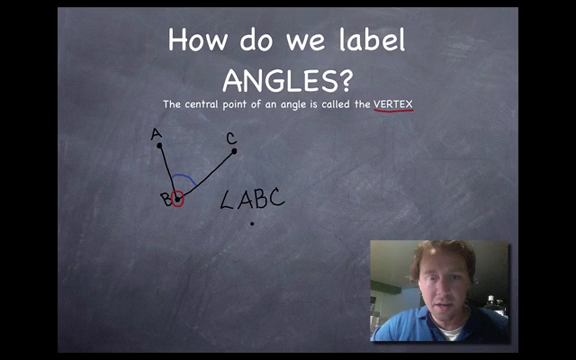 How do we label
ANGLES?
The central point of an angle is called the VERTEX
A
C
B
∠ABC